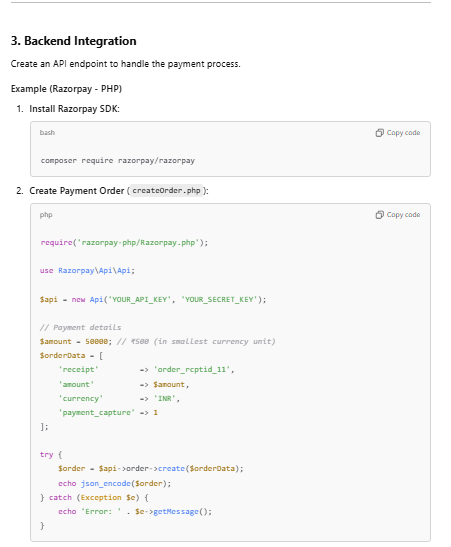 3. Backend Integration
Create an API endpoint to handle the payment process.
Example (Razorpay - PHP)
1. Install Razorpay SDK:
bash
Copy code
composer require razorpay/razorpay
2. Create Payment Order (createOrder.php):
php
Copy code
require('razorpay-php/Razorpay.php');
use Razorpay\Api\Api;
$api = new Api('YOUR_API_KEY', 'YOUR_SECRET_KEY');
// Payment details
$amount = 50000; // ₹500 (in smallest currency unit)
$orderData = [
'receipt' => 'order_rcptid_11',
'amount' => $amount,
'currency' => 'INR',
'payment_capture' => 1
];
try {
$order = $api->order->create($orderData);
echo json_encode($order);
} catch (Exception $e) {
echo 'Error: ' . $e->getMessage();
}